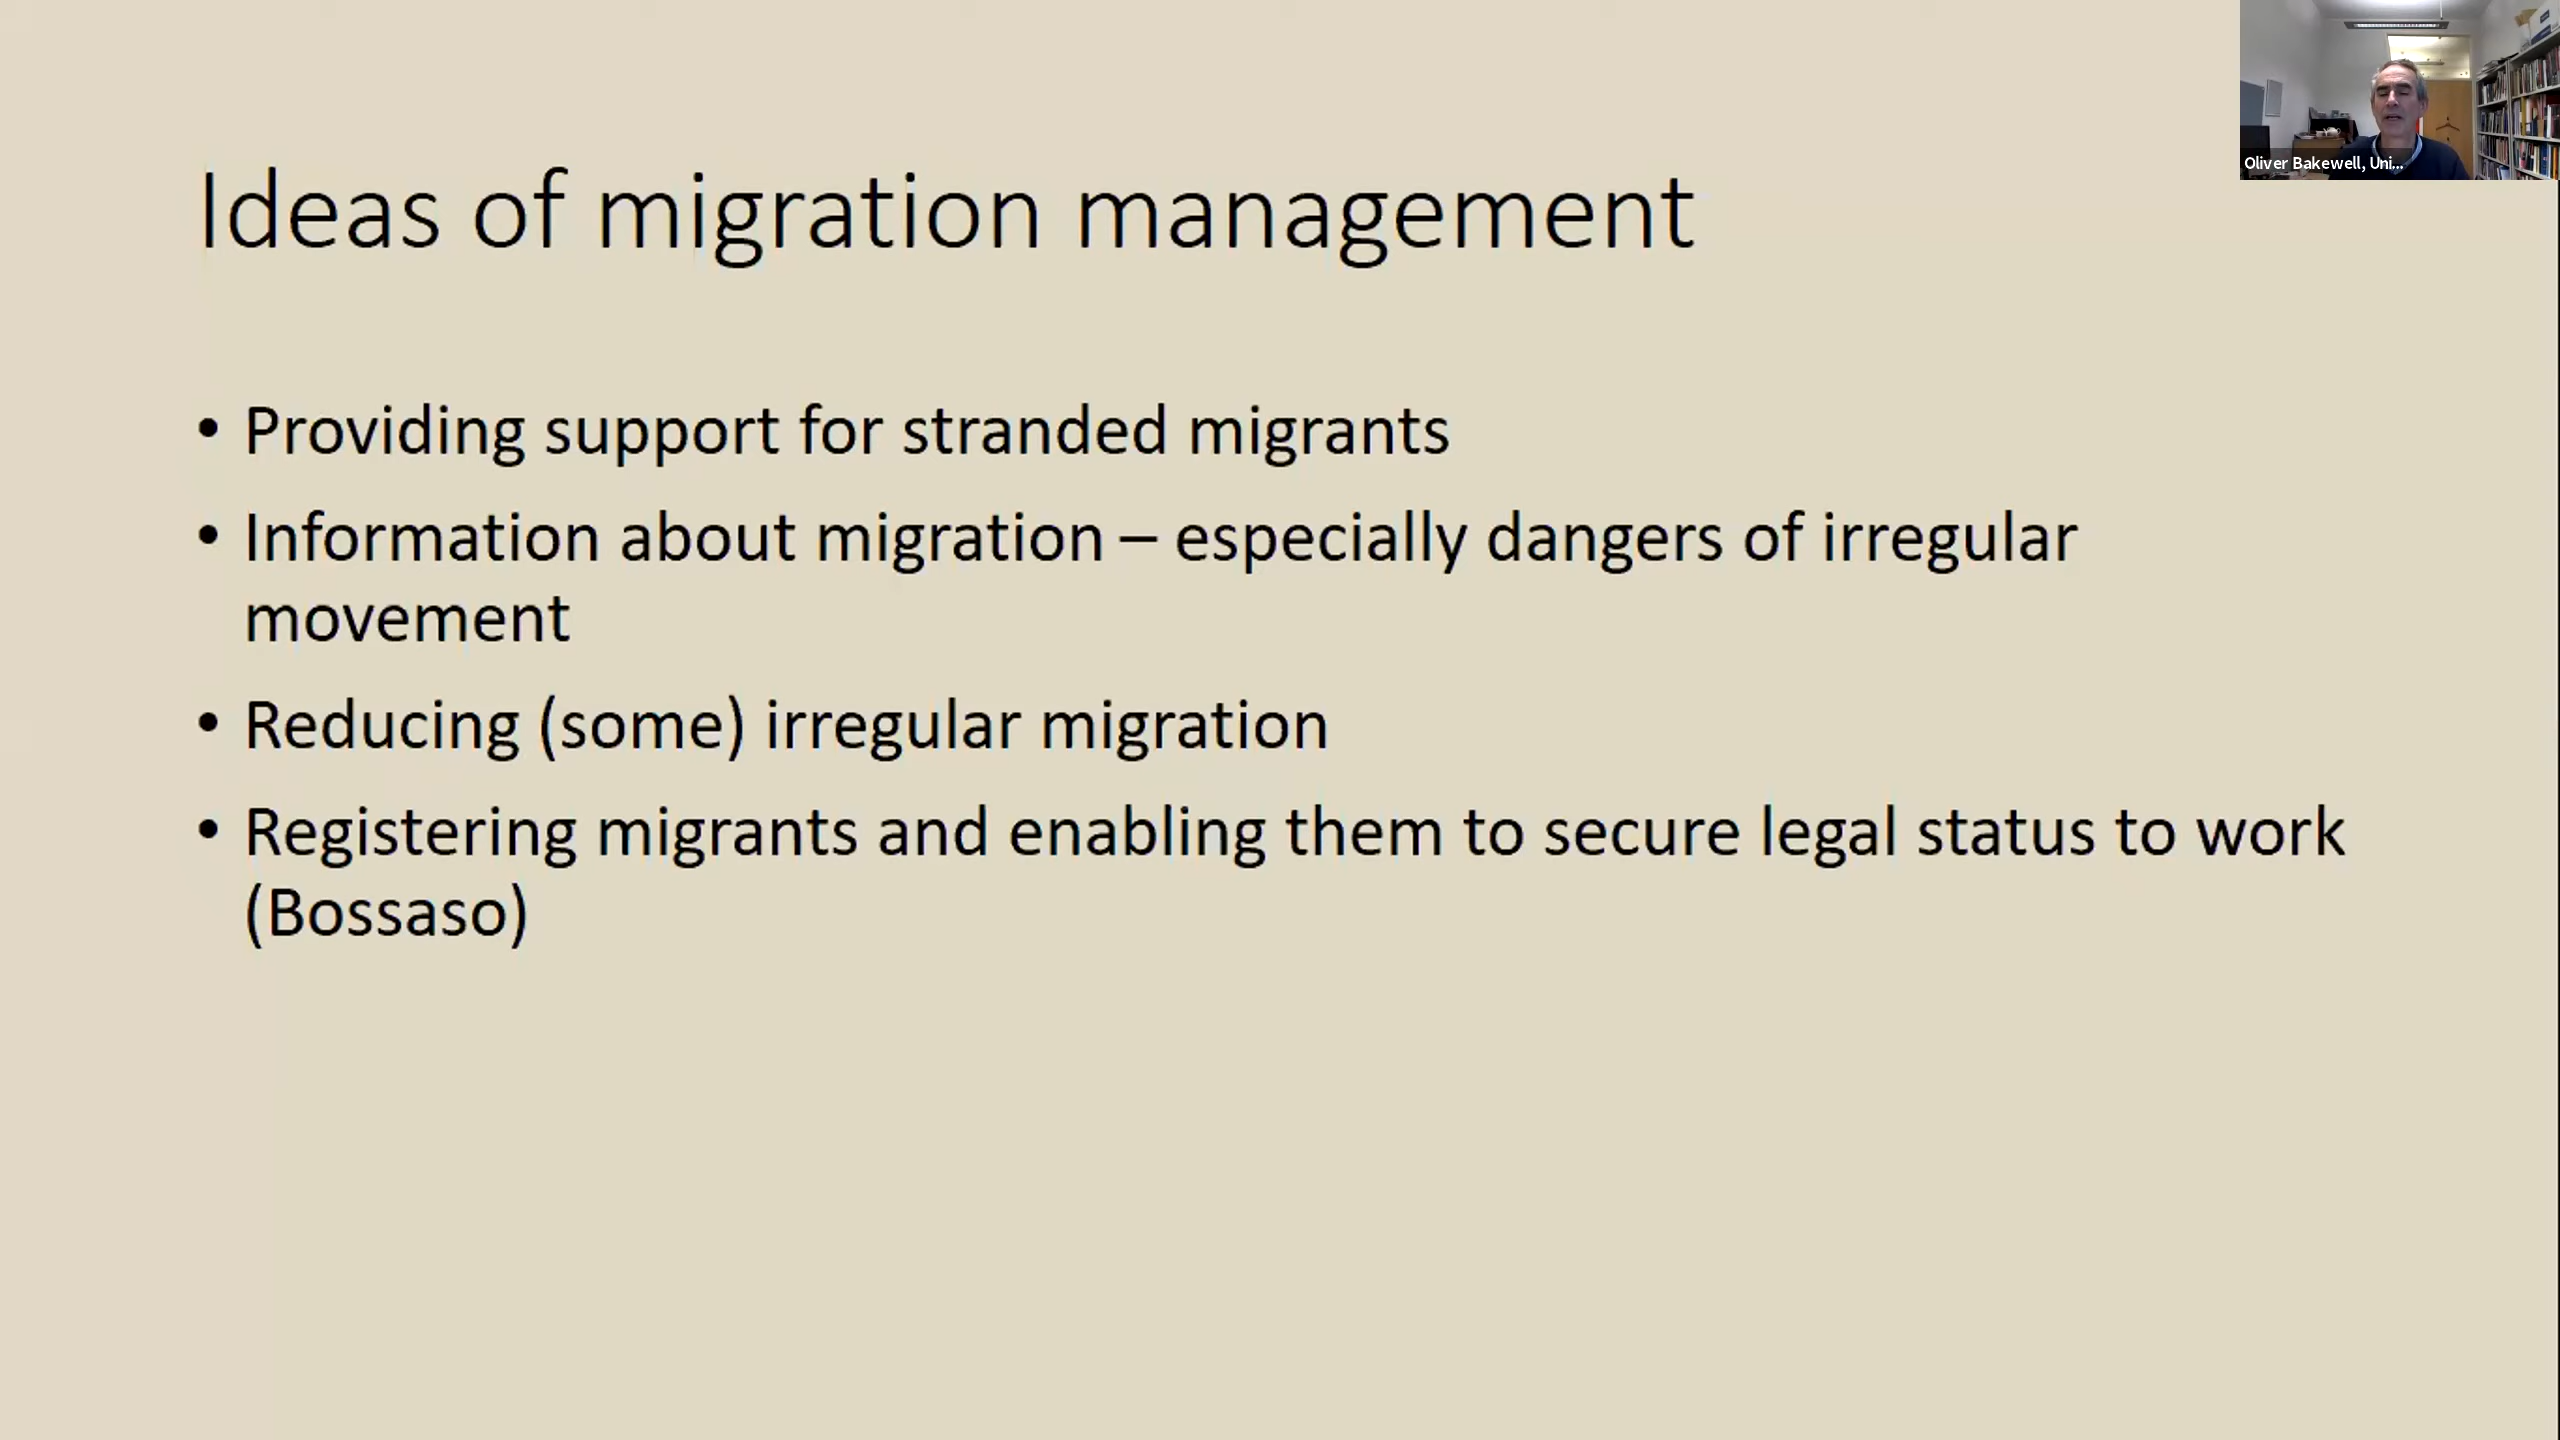 Ideas of migration management
• Providing support for stranded migrants
• Information about migration – especially dangers of irregular
movement
• Reducing (some) irregular migration
• Registering migrants and enabling them to secure legal status to work
(Bossaso)
Oliver Bakewell, Uni...